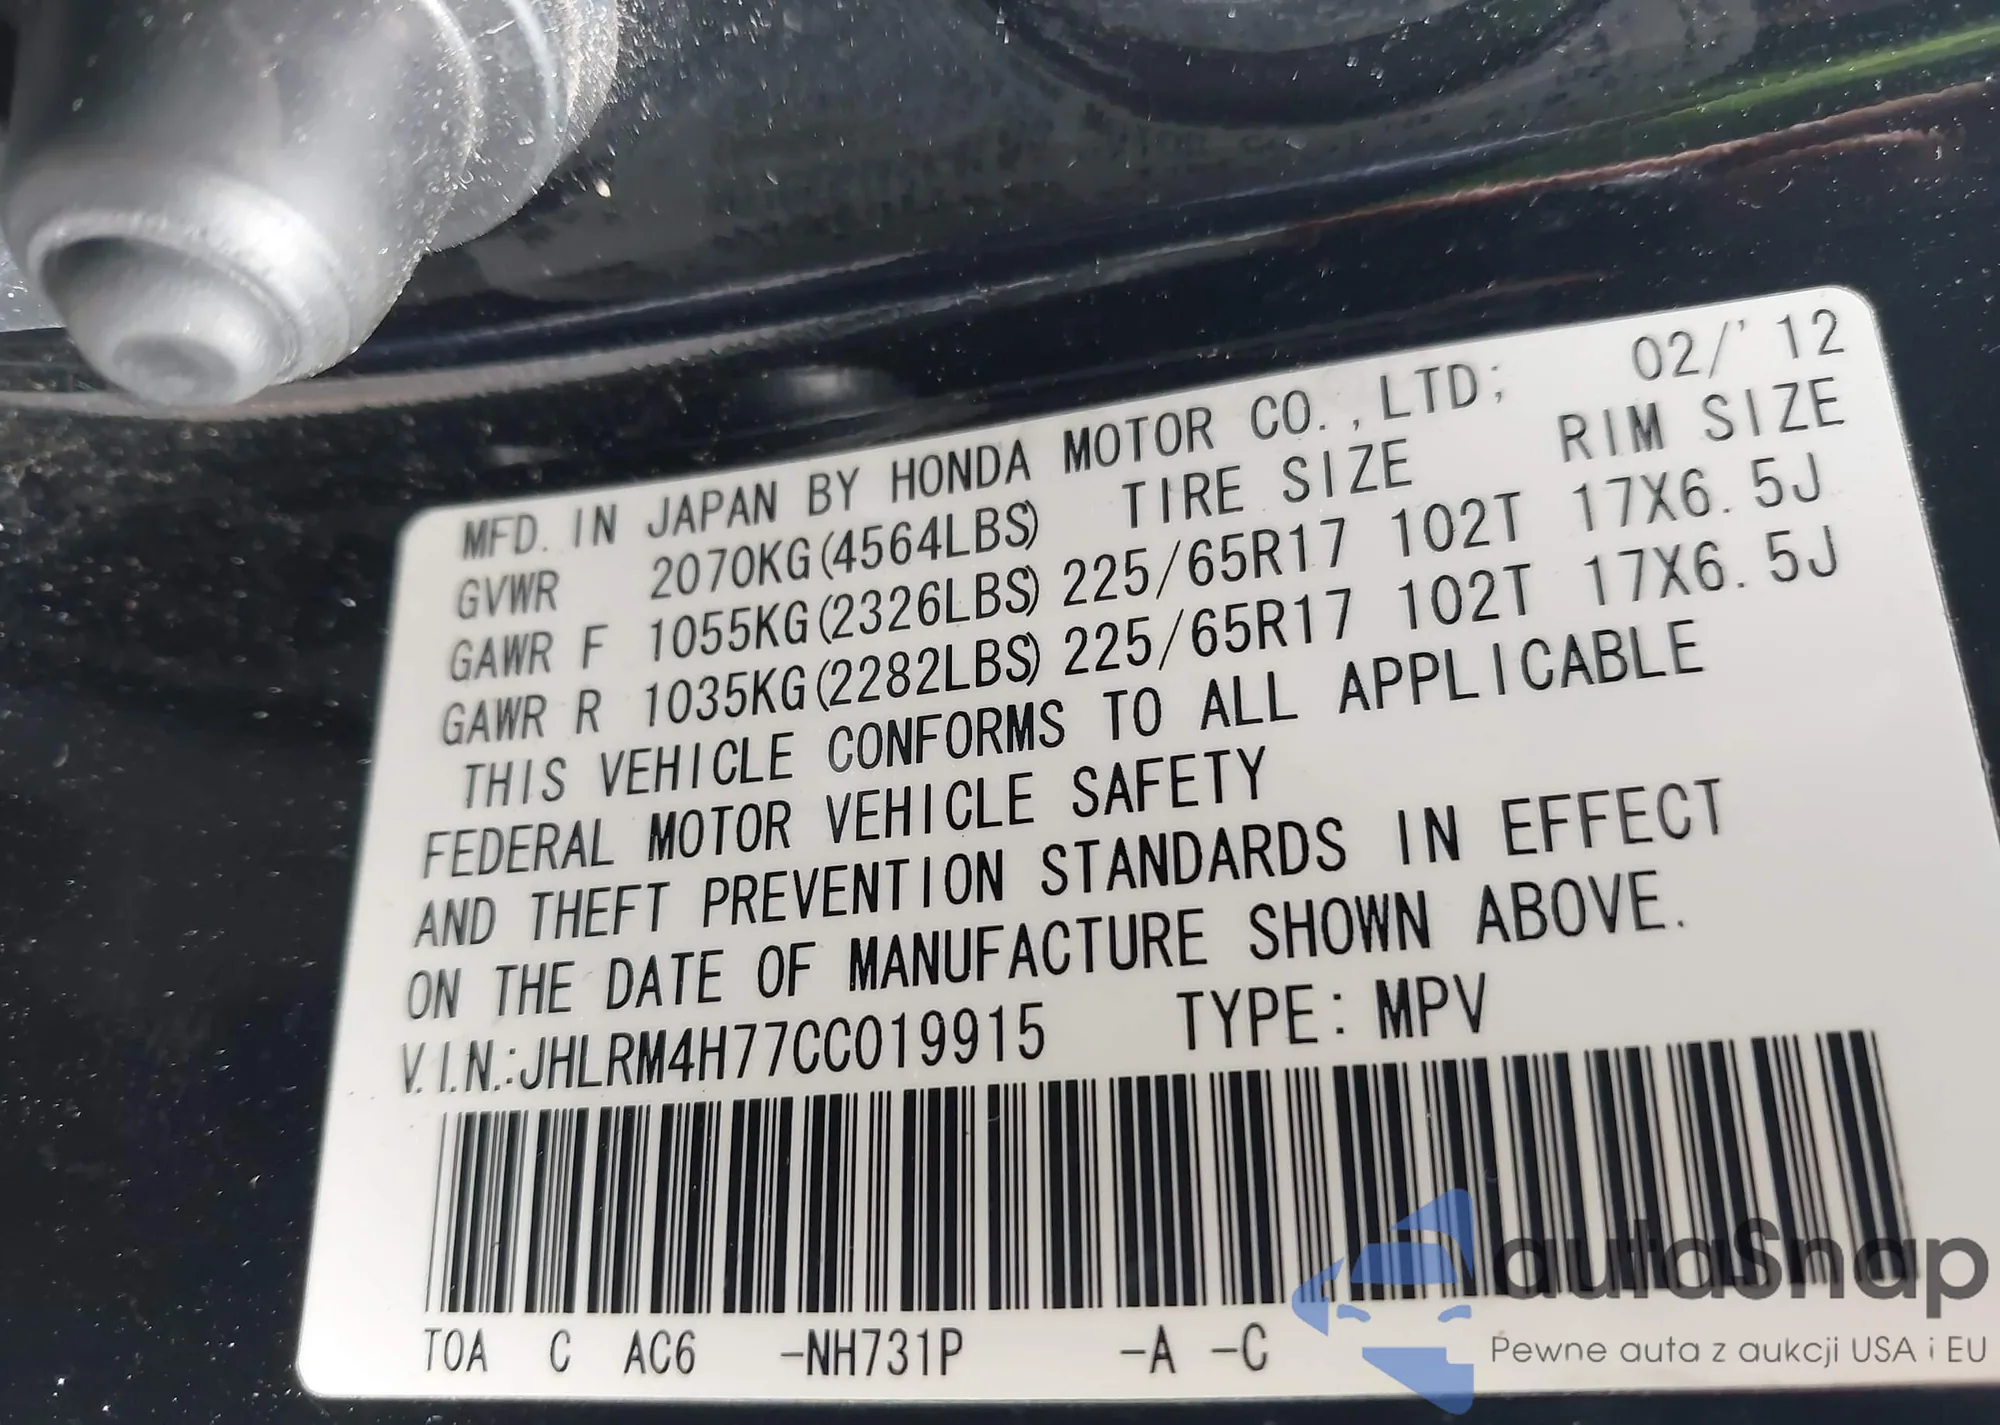 MFD. IN JAPAN BY HONDA MOTOR CO.,LTD; 02/'12
GVWR 2070KG(4564LBS) TIRE SIZE RIM SIZE
GAWR F 1055KG(2326LBS) 225/65R17 102T 17X6.5J
GAWR R 1035KG(2282LBS) 225/65R17 102T 17X6.5J
THIS VEHICLE CONFORMS TO ALL APPLICABLE
FEDERAL MOTOR VEHICLE SAFETY
AND THEFT PREVENTION STANDARDS IN EFFECT
ON THE DATE OF MANUFACTURE SHOWN ABOVE.
V.I.N.:JHLRM4H77CC019915 TYPE:MPV
TOA C AC6 -NH731P -A -C
autaSnap
Pewne auta z aukcji USA i EU